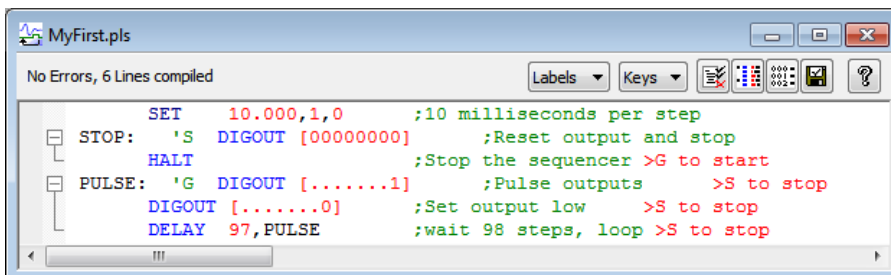 MyFirst.pls
No Errors, 6 Lines compiled Labels Keys
SET 10.000,1,0 ;10 milliseconds per step
STOP: 'S DIGOUT [00000000] ;Reset output and stop
HALT ;Stop the sequencer >G to start
PULSE: 'G DIGOUT [.......1] ;Pulse outputs >S to stop
DIGOUT [.......0] ;Set output low >S to stop
DELAY 97,PULSE ;wait 98 steps, loop >S to stop